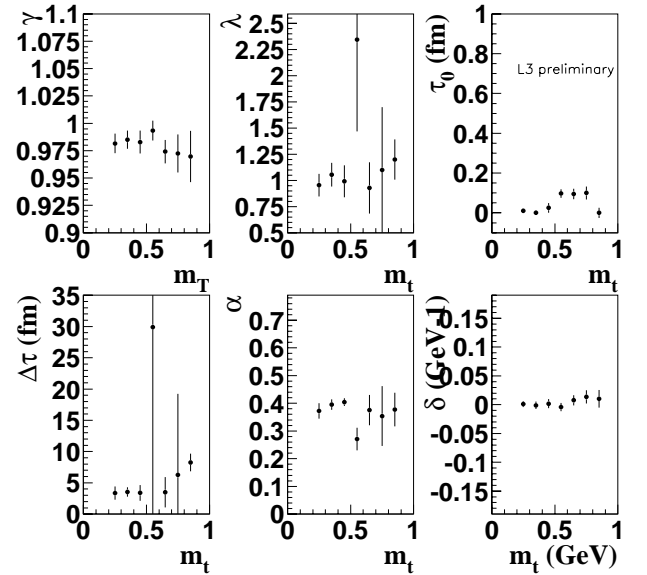 γ
1.1
1.075
1.05
1.025
1
0.975
0.95
0.925
0.9
0 0.5 1
m_T
λ
2.5
2.25
2
1.75
1.5
1.25
1
0.75
0.5
0 0.5 1
m_t
τ_0 (fm)
1
0.8
0.6
0.4
0.2
0
L3 preliminary
0 0.5 1
m_t
Δτ (fm)
35
30
25
20
15
10
5
0
0 0.5 1
m_t
α
0.7
0.6
0.5
0.4
0.3
0.2
0.1
0
0 0.5 1
m_t
δ (GeV-1)
0.15
0.1
0.05
0
-0.05
-0.1
-0.15
0 0.5 1
m_t (GeV)